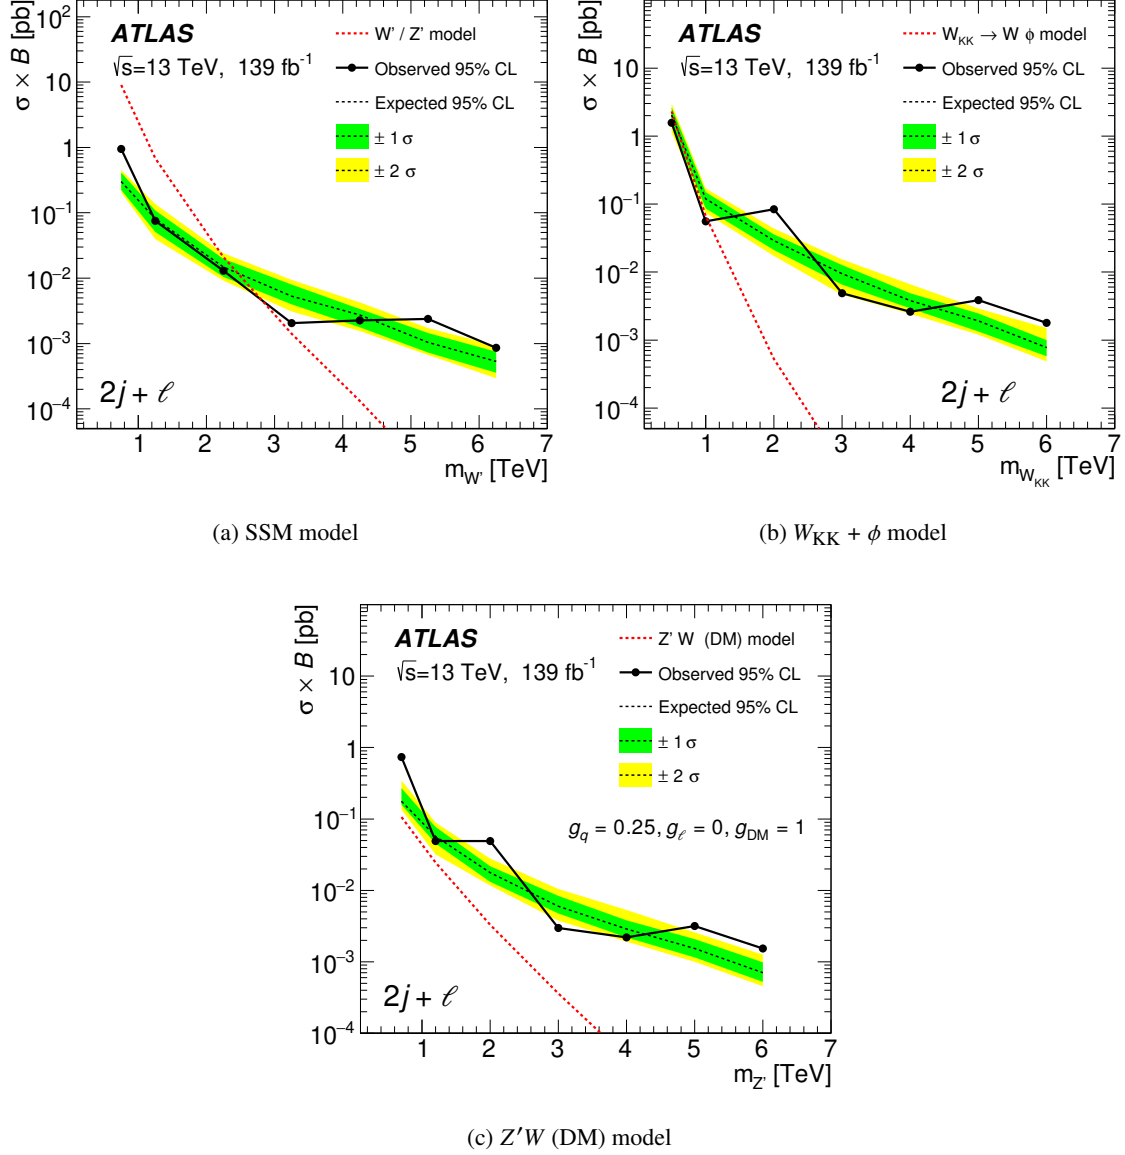 σ × B [pb]
10²
10
1
10⁻¹
10⁻²
10⁻³
10⁻⁴
ATLAS
√s=13 TeV, 139 fb⁻¹
W' / Z' model
Observed 95% CL
Expected 95% CL
± 1 σ
± 2 σ
2j + ℓ
1 2 3 4 5 6 7
m_W' [TeV]
(a) SSM model
σ × B [pb]
10
1
10⁻¹
10⁻²
10⁻³
10⁻⁴
ATLAS
√s=13 TeV, 139 fb⁻¹
W_KK → W ϕ model
Observed 95% CL
Expected 95% CL
± 1 σ
± 2 σ
2j + ℓ
1 2 3 4 5 6 7
m_W_KK [TeV]
(b) W_KK + ϕ model
σ × B [pb]
10
1
10⁻¹
10⁻²
10⁻³
10⁻⁴
ATLAS
√s=13 TeV, 139 fb⁻¹
Z' W (DM) model
Observed 95% CL
Expected 95% CL
± 1 σ
± 2 σ
g_q = 0.25, g_ℓ = 0, g_DM = 1
2j + ℓ
1 2 3 4 5 6 7
m_Z' [TeV]
(c) Z′W (DM) model